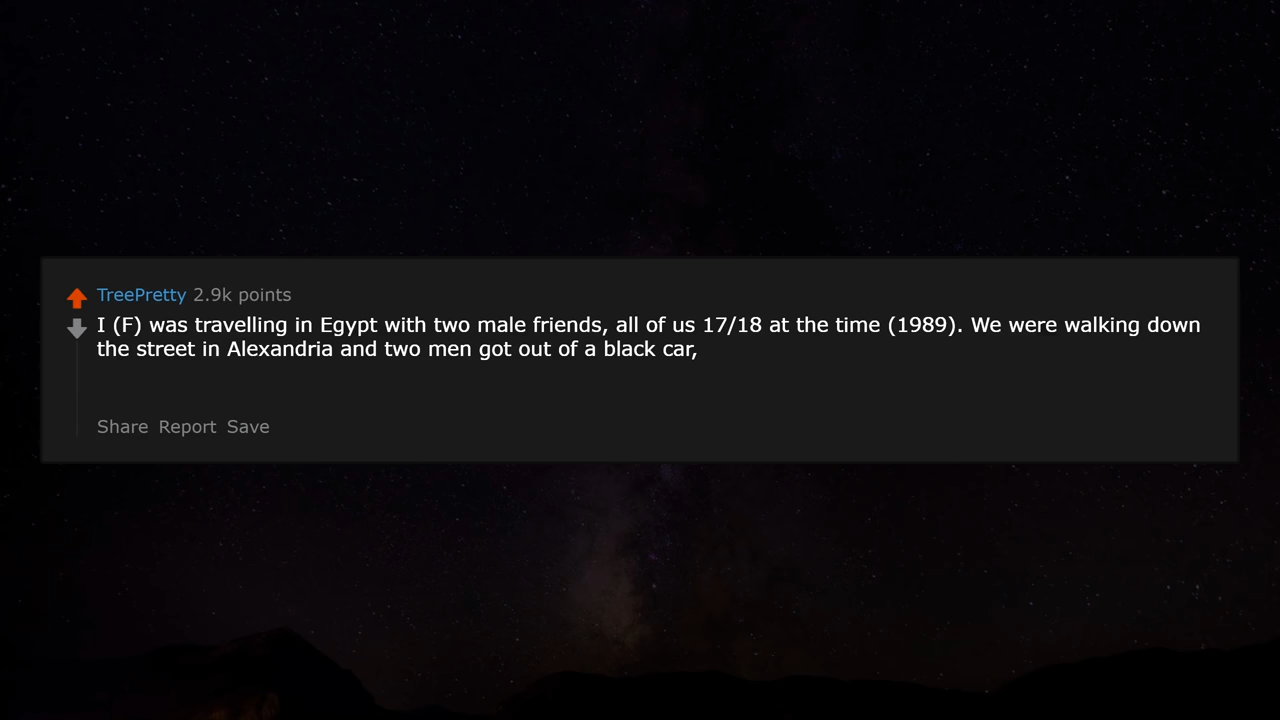 TreePretty 2.9k points
I (F) was travelling in Egypt with two male friends, all of us 17/18 at the time (1989). We were walking down
the street in Alexandria and two men got out of a black car,
Share Report Save